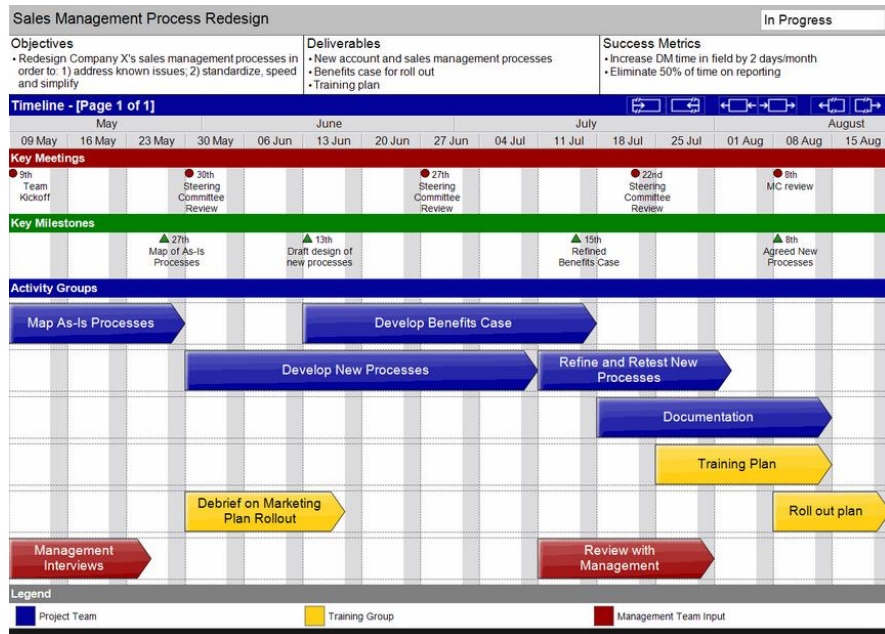 Sales Management Process Redesign
In Progress
Objectives
• Redesign Company X's sales management processes in
order to: 1) address known issues; 2) standardize, speed
and simplify
Deliverables
• New account and sales management processes
• Benefits case for roll out
• Training plan
Success Metrics
• Increase DM time in field by 2 days/month
• Eliminate 50% of time on reporting
Timeline - [Page 1 of 1]
May June July August
09 May 16 May 23 May 30 May 06 Jun 13 Jun 20 Jun 27 Jun 04 Jul 11 Jul 18 Jul 25 Jul 01 Aug 08 Aug 15 Aug
Key Meetings
9th
Team
Kickoff
30th
Steering
Committee
Review
27th
Steering
Committee
Review
22nd
Steering
Committee
Review
8th
MC review
Key Milestones
27th
Map of As-Is
Processes
13th
Draft design of
new processes
15th
Refined
Benefits Case
8th
Agreed New
Processes
Activity Groups
Map As-Is Processes
Develop Benefits Case
Develop New Processes
Refine and Retest New
Processes
Documentation
Training Plan
Debrief on Marketing
Plan Rollout
Roll out plan
Management
Interviews
Review with
Management
Legend
Project Team
Training Group
Management Team Input